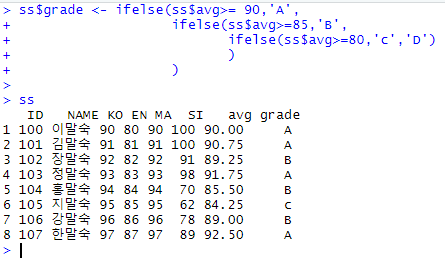 > ss$grade <- ifelse(ss$avg>= 90,'A',
+                    ifelse(ss$avg>=85,'B',
+                           ifelse(ss$avg>=80,'C','D')
+                           )
+                    )
>
> ss
   ID   NAME KO EN MA  SI   avg grade
1 100 이말숙 90 80 90 100 90.00     A
2 101 김말숙 91 81 91 100 90.75     A
3 102 장말숙 92 82 92  91 89.25     B
4 103 정말숙 93 83 93  98 91.75     A
5 104 홍말숙 94 84 94  70 85.50     B
6 105 지말숙 95 85 95  62 84.25     C
7 106 강말숙 96 86 96  78 89.00     B
8 107 한말숙 97 87 97  89 92.50     A
>